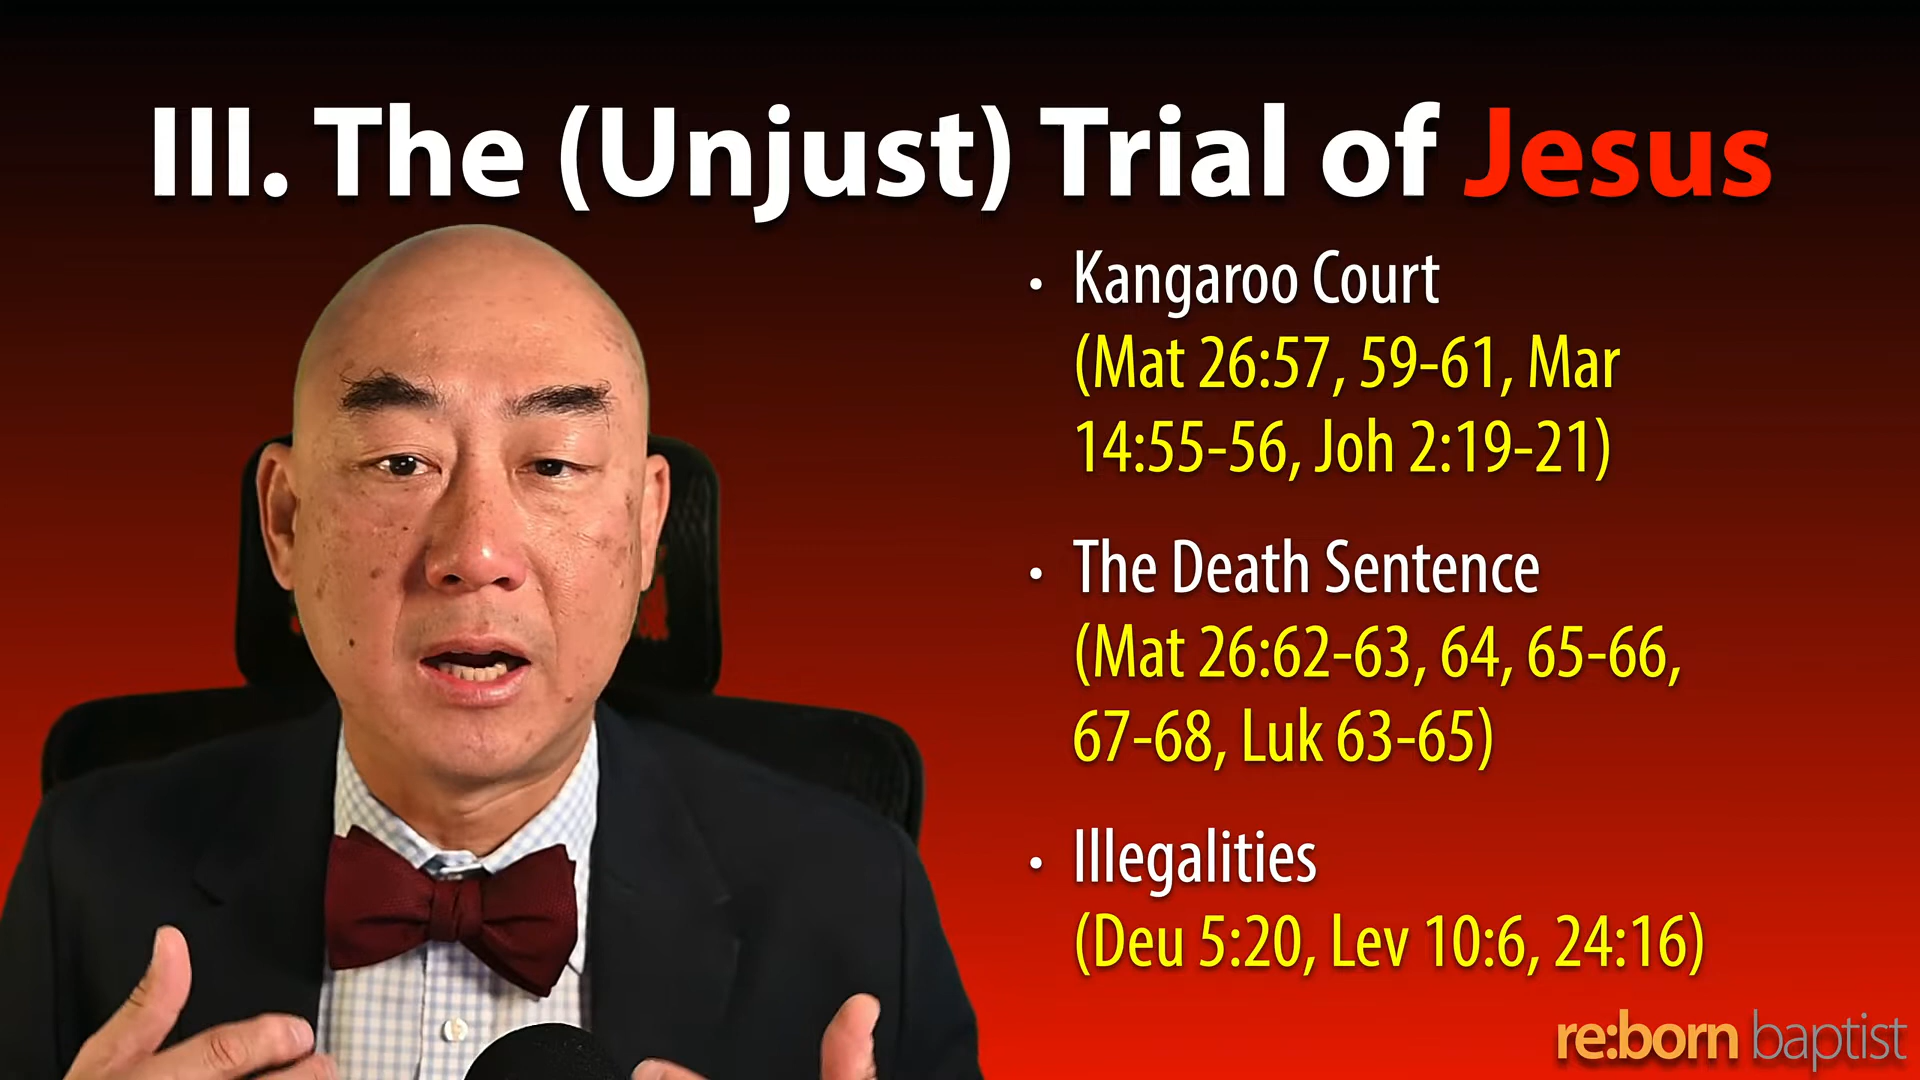 III. The (Unjust) Trial of Jesus
• Kangaroo Court
(Mat 26:57, 59-61, Mar
14:55-56, Joh 2:19-21)
• The Death Sentence
(Mat 26:62-63, 64, 65-66,
67-68, Luk 63-65)
• Illegalities
(Deu 5:20, Lev 10:6, 24:16)
re:born baptist